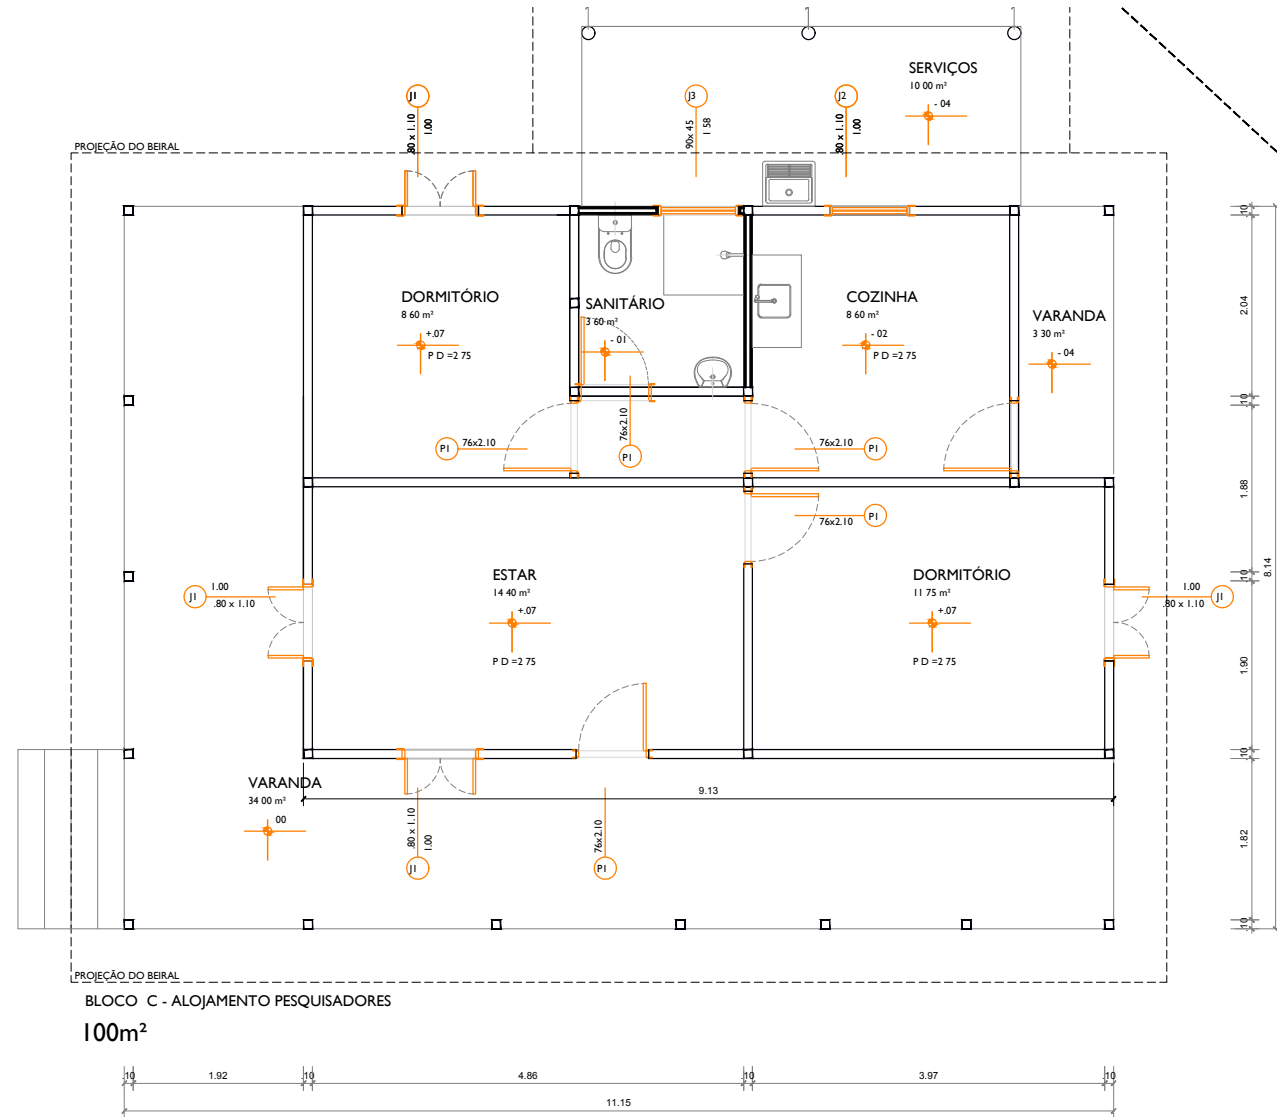 SERVIÇOS
10 00 m²
- 04
J1
.80 x 1.10
1.00
J3
90x 45
1 58
J2
.80 x 1.10
1.00
PROJEÇÃO DO BEIRAL
DORMITÓRIO
8 60 m²
+.07
P D =2 75
SANITÁRIO
3 60 m²
- 01
COZINHA
8 60 m²
- 02
P D =2 75
VARANDA
3 30 m²
- 04
P1
76x2.10
76x2.10
P1
76x2.10
P1
76x2.10
P1
ESTAR
14 40 m²
+.07
P D =2 75
DORMITÓRIO
11 75 m²
+.07
P D =2 75
J1
1.00
.80 x 1.10
1.00
.80 x 1.10
J1
VARANDA
34 00 m²
00
9.13
.80 x 1.10
1.00
J1
76x2.10
P1
.10
2.04
.10
1.88
.10
1.90
.10
1.82
.10
8.14
PROJEÇÃO DO BEIRAL
BLOCO C - ALOJAMENTO PESQUISADORES
100m²
.10
1.92
.10
4.86
.10
3.97
.10
11.15